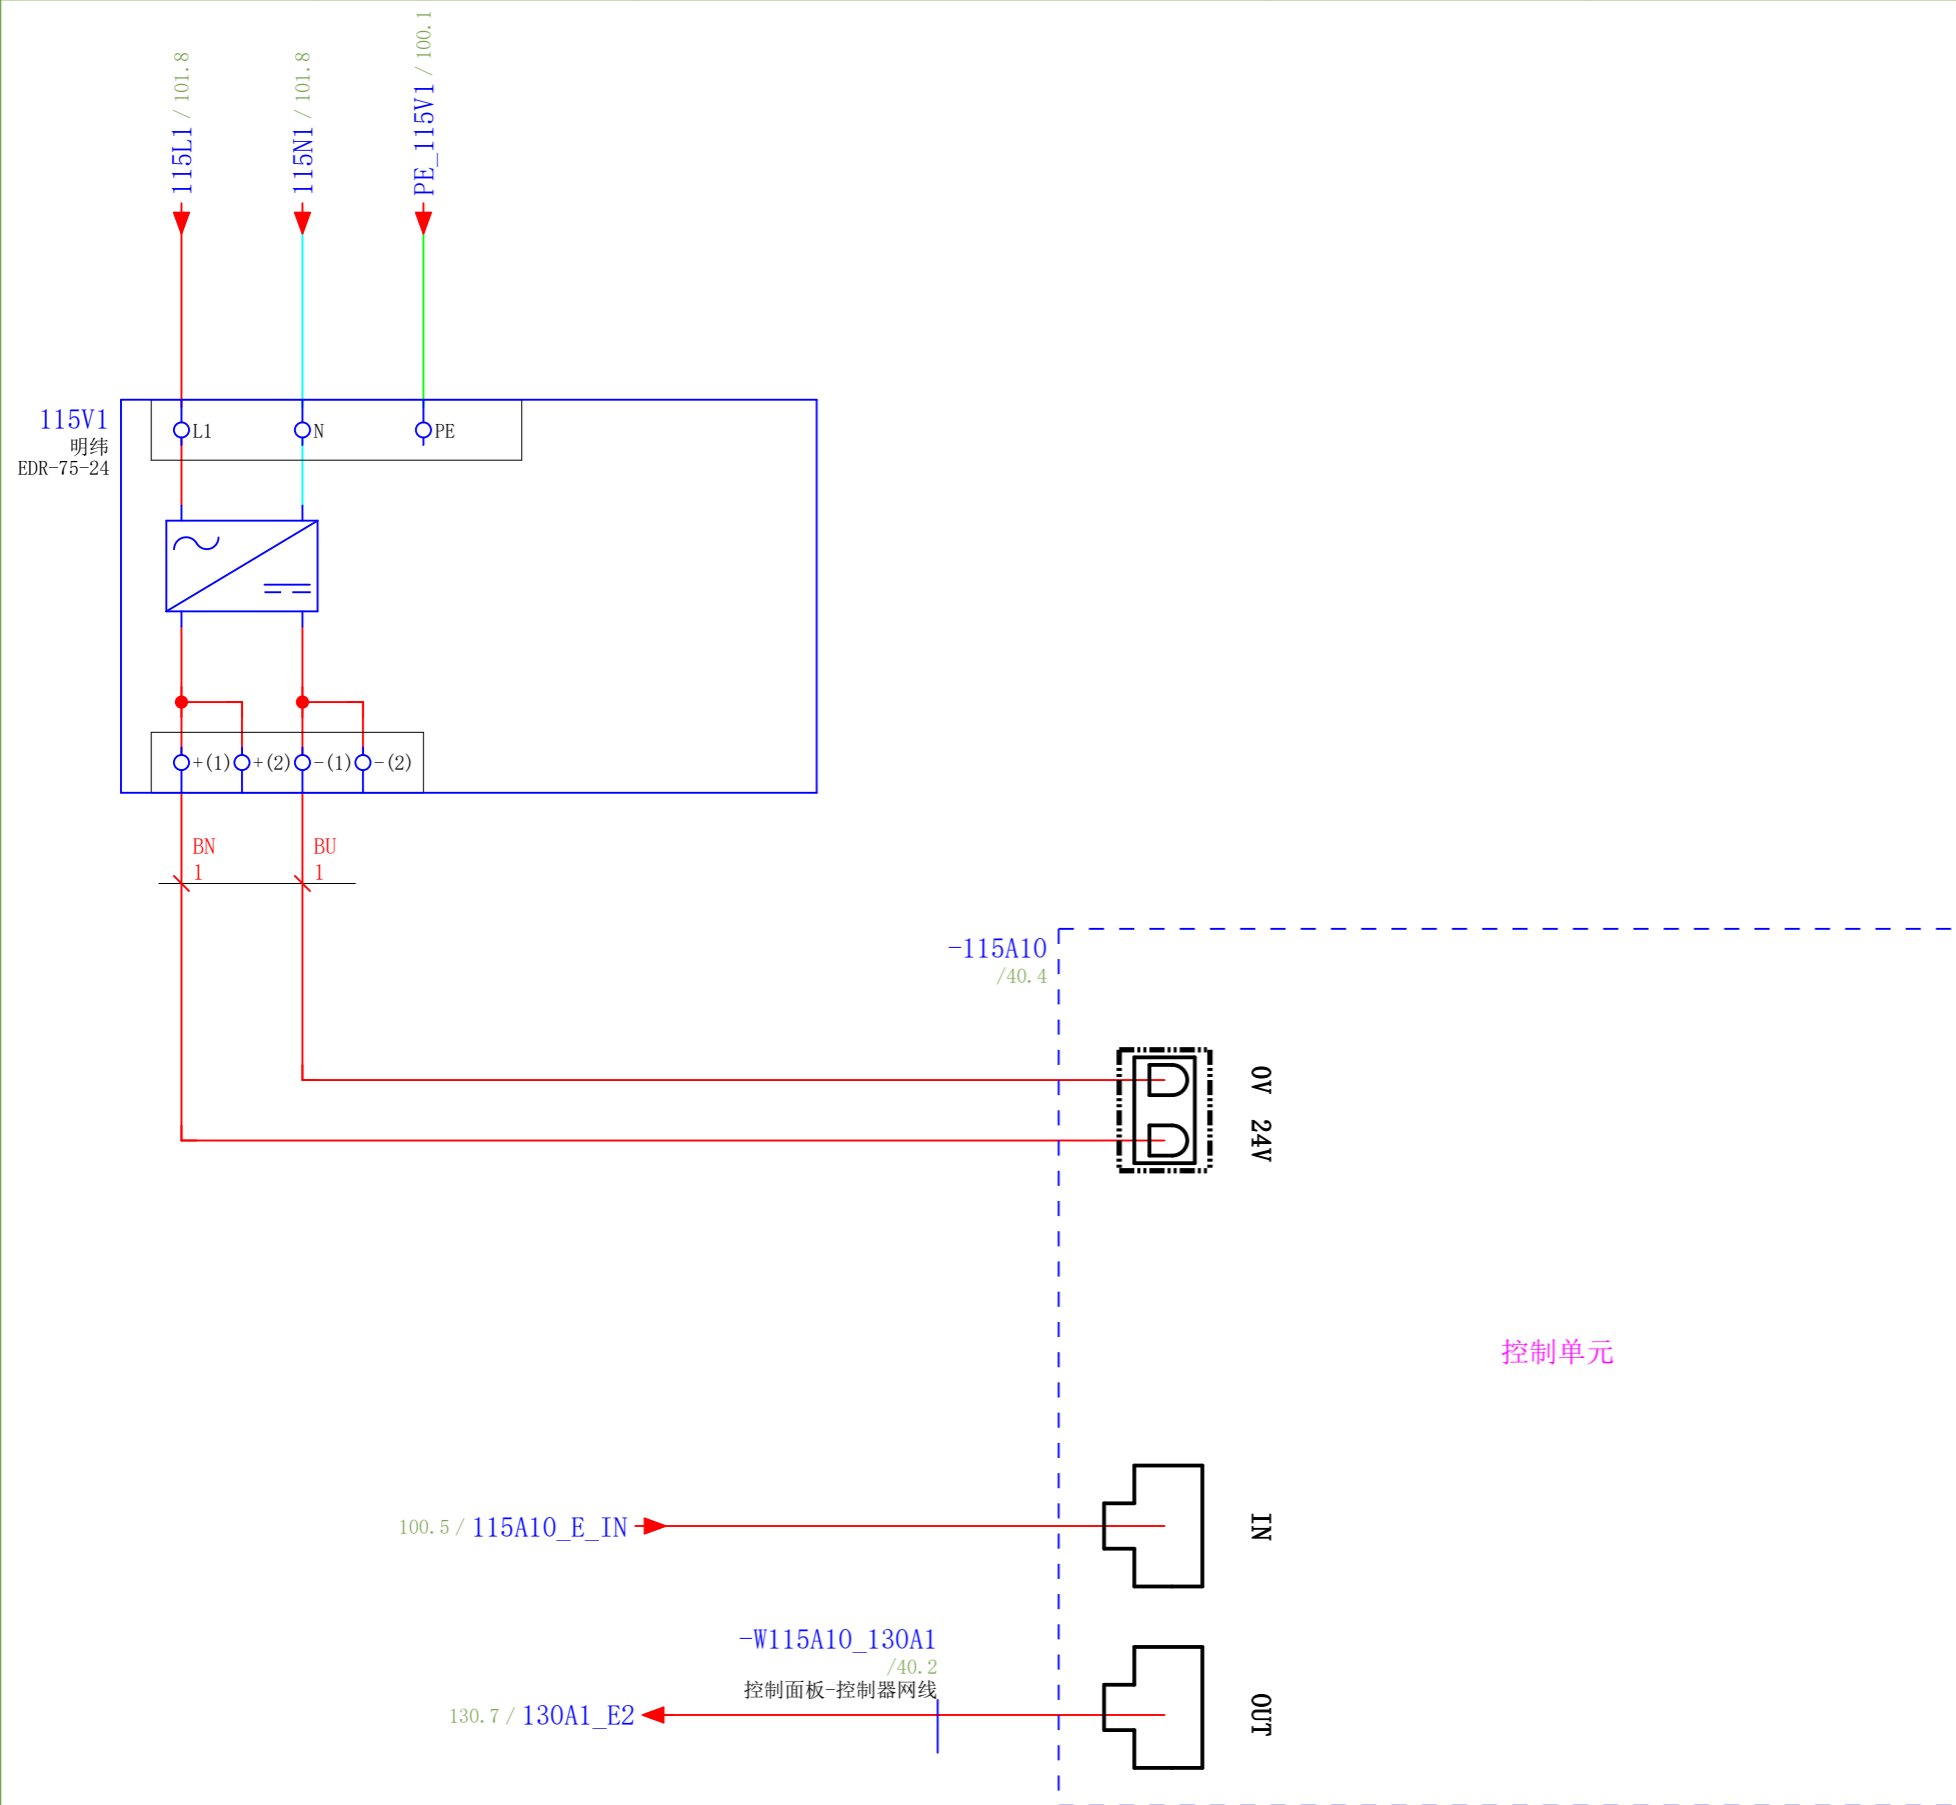 115L1 / 101.8
115N1 / 101.8
PE_115V1 / 100.1
115V1
明纬
EDR-75-24
L1
N
PE
+(1)
+(2)
-(1)
-(2)
BN
1
BU
1
-115A10
/40.4
0V
24V
控制单元
100.5 / 115A10_E_IN
IN
-W115A10_130A1
/40.2
控制面板-控制器网线
130.7 / 130A1_E2
OUT